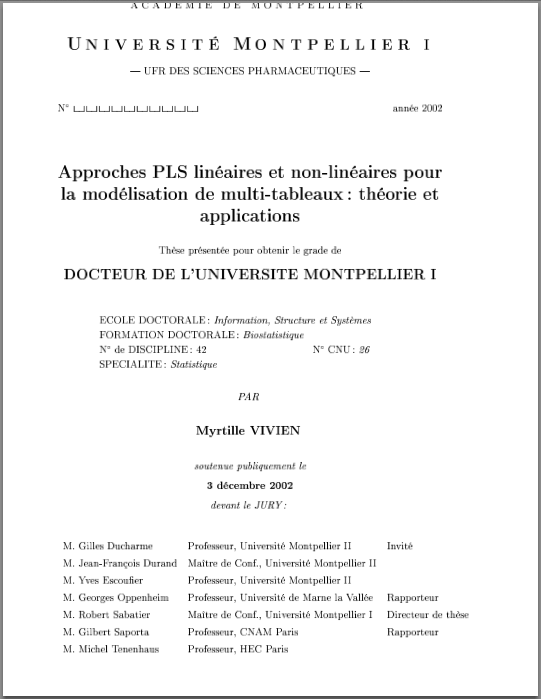 ACADEMIE DE MONTPELLIER
UNIVERSITÉ MONTPELLIER I
— UFR DES SCIENCES PHARMACEUTIQUES —
N° année 2002
Approches PLS linéaires et non-linéaires pour
la modélisation de multi-tableaux : théorie et
applications
Thèse présentée pour obtenir le grade de
DOCTEUR DE L'UNIVERSITE MONTPELLIER I
ECOLE DOCTORALE : Information, Structure et Systèmes
FORMATION DOCTORALE : Biostatistique
N° de DISCIPLINE : 42 N° CNU : 26
SPECIALITE : Statistique
PAR
Myrtille VIVIEN
soutenue publiquement le
3 décembre 2002
devant le JURY :
M. Gilles Ducharme Professeur, Université Montpellier II Invité
M. Jean-François Durand Maître de Conf., Université Montpellier II
M. Yves Escoufier Professeur, Université Montpellier II
M. Georges Oppenheim Professeur, Université de Marne la Vallée Rapporteur
M. Robert Sabatier Maître de Conf., Université Montpellier I Directeur de thèse
M. Gilbert Saporta Professeur, CNAM Paris Rapporteur
M. Michel Tenenhaus Professeur, HEC Paris